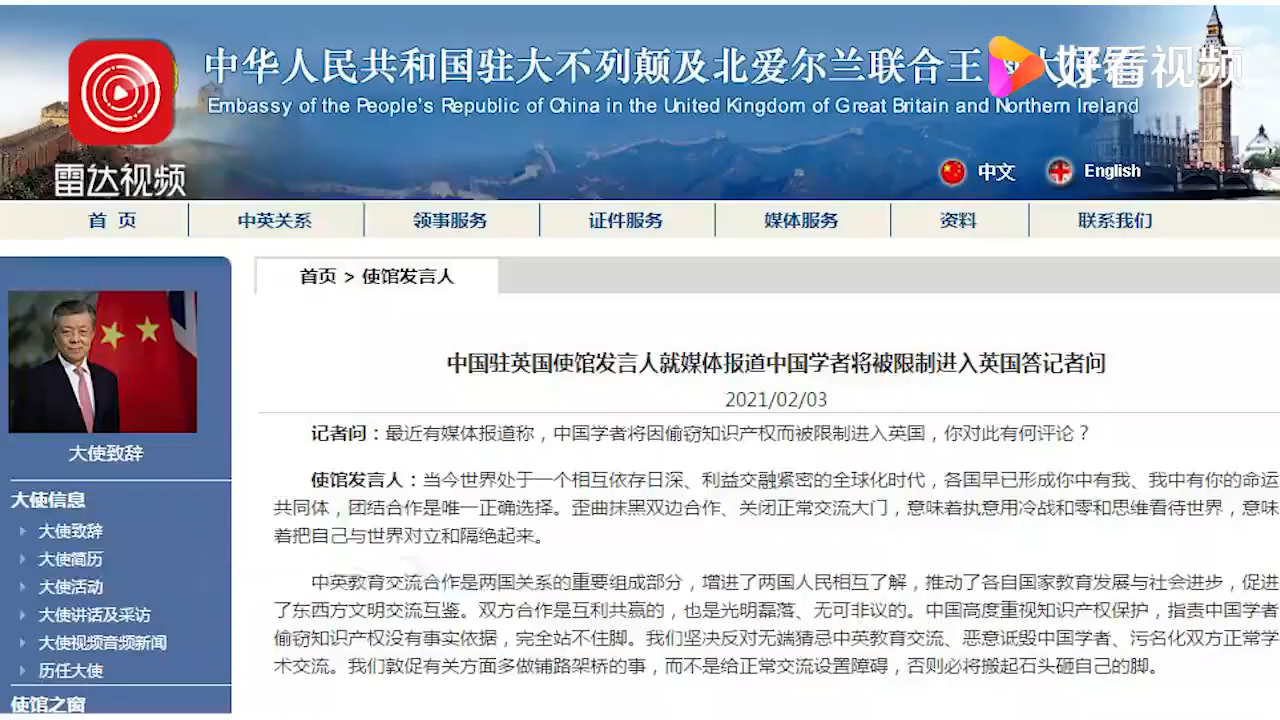 中华人民共和国驻大不列颠及北爱尔兰联合王
好看视频
Embassy of the People's Republic of China in the United Kingdom of Great Britain and Northern Ireland
雷达视频
中文 English
首 页 中英关系 领事服务 证件服务 媒体服务 资料 联系我们
首页 > 使馆发言人
中国驻英国使馆发言人就媒体报道中国学者将被限制进入英国答记者问
2021/02/03
记者问：最近有媒体报道称，中国学者将因偷窃知识产权而被限制进入英国，你对此有何评论？
使馆发言人：当今世界处于一个相互依存日深、利益交融紧密的全球化时代，各国早已形成你中有我、我中有你的命运
共同体，团结合作是唯一正确选择。歪曲抹黑双边合作、关闭正常交流大门，意味着执意用冷战和零和思维看待世界，意味
着把自己与世界对立和隔绝起来。
中英教育交流合作是两国关系的重要组成部分，增进了两国人民相互了解，推动了各自国家教育发展与社会进步，促进
了东西方文明交流互鉴。双方合作是互利共赢的，也是光明磊落、无可非议的。中国高度重视知识产权保护，指责中国学者
偷窃知识产权没有事实依据，完全站不住脚。我们坚决反对无端猜忌中英教育交流、恶意诋毁中国学者、污名化双方正常学
术交流。我们敦促有关方面多做铺路架桥的事，而不是给正常交流设置障碍，否则必将搬起石头砸自己的脚。
大使致辞
大使信息
大使致辞
大使简历
大使活动
大使讲话及采访
大使视频音频新闻
历任大使
使馆之窗